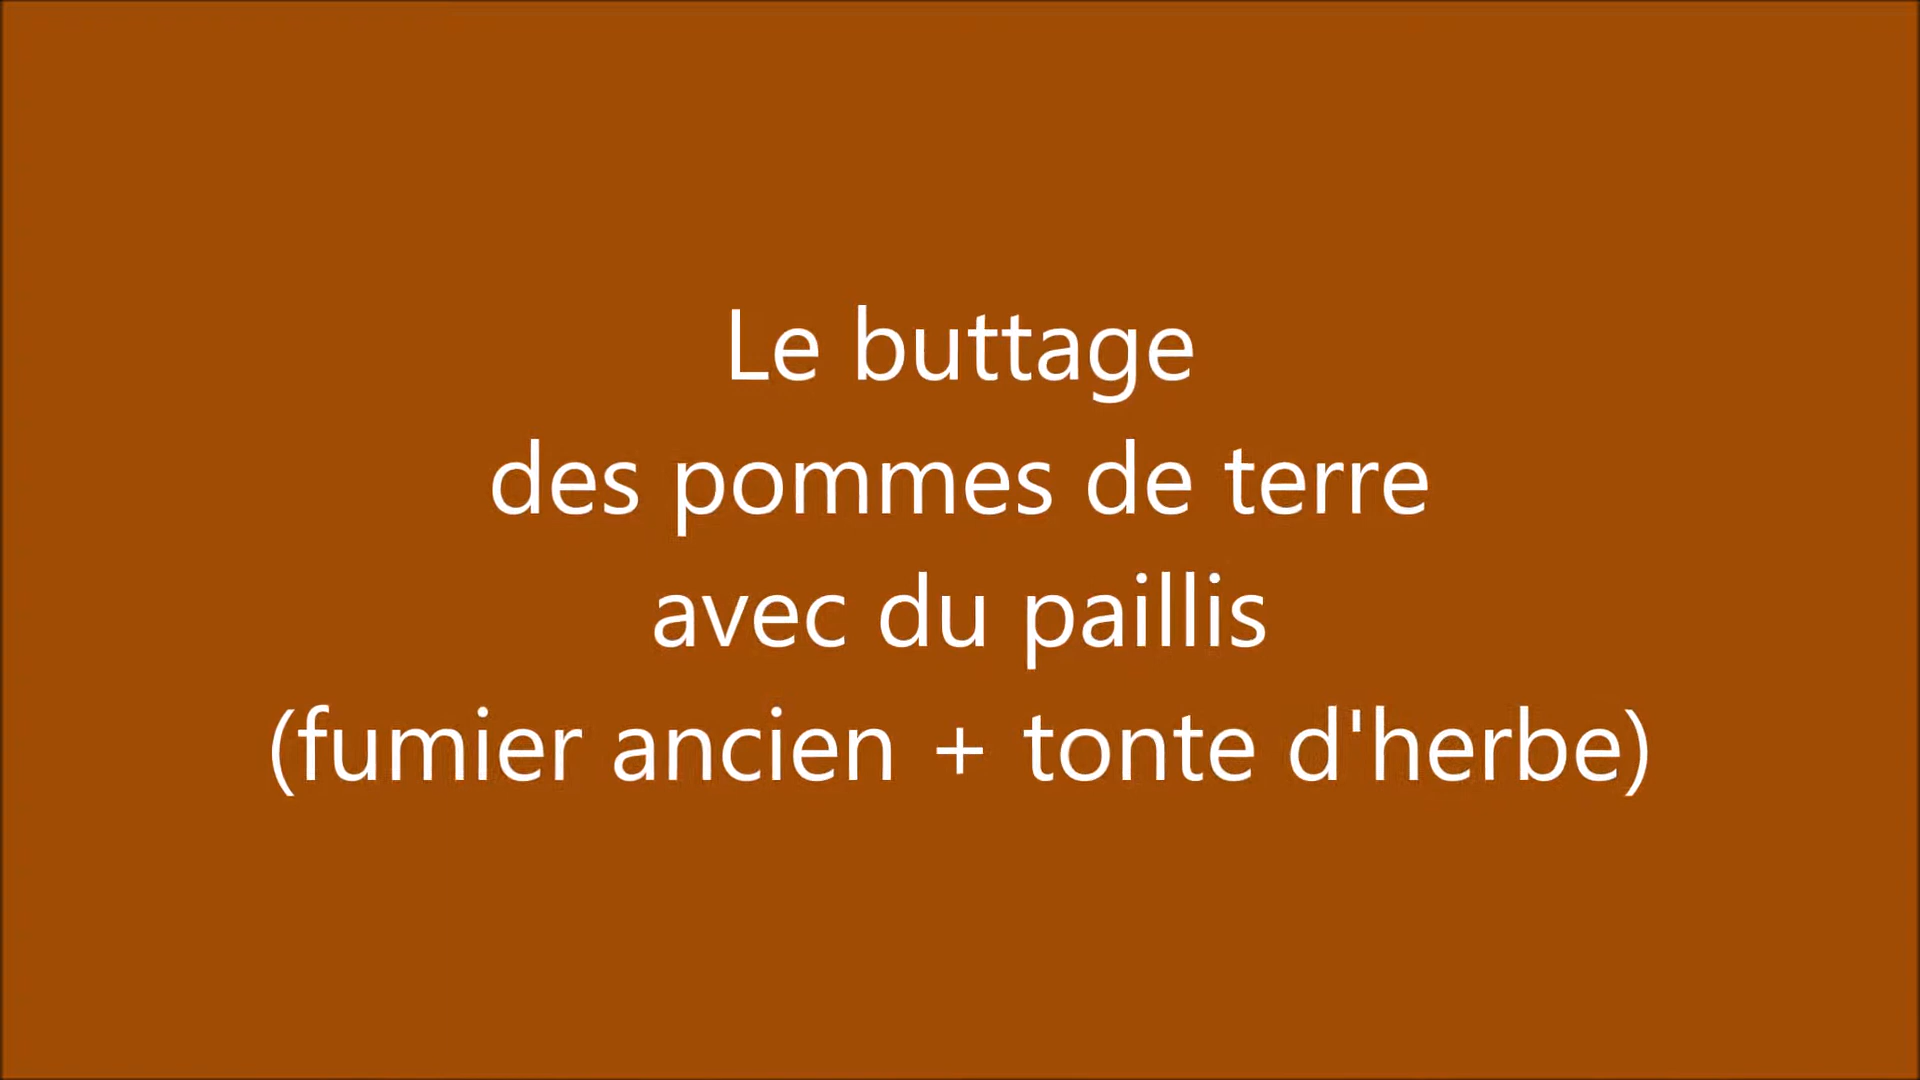 Le buttage
des pommes de terre
avec du paillis
(fumier ancien + tonte d'herbe)